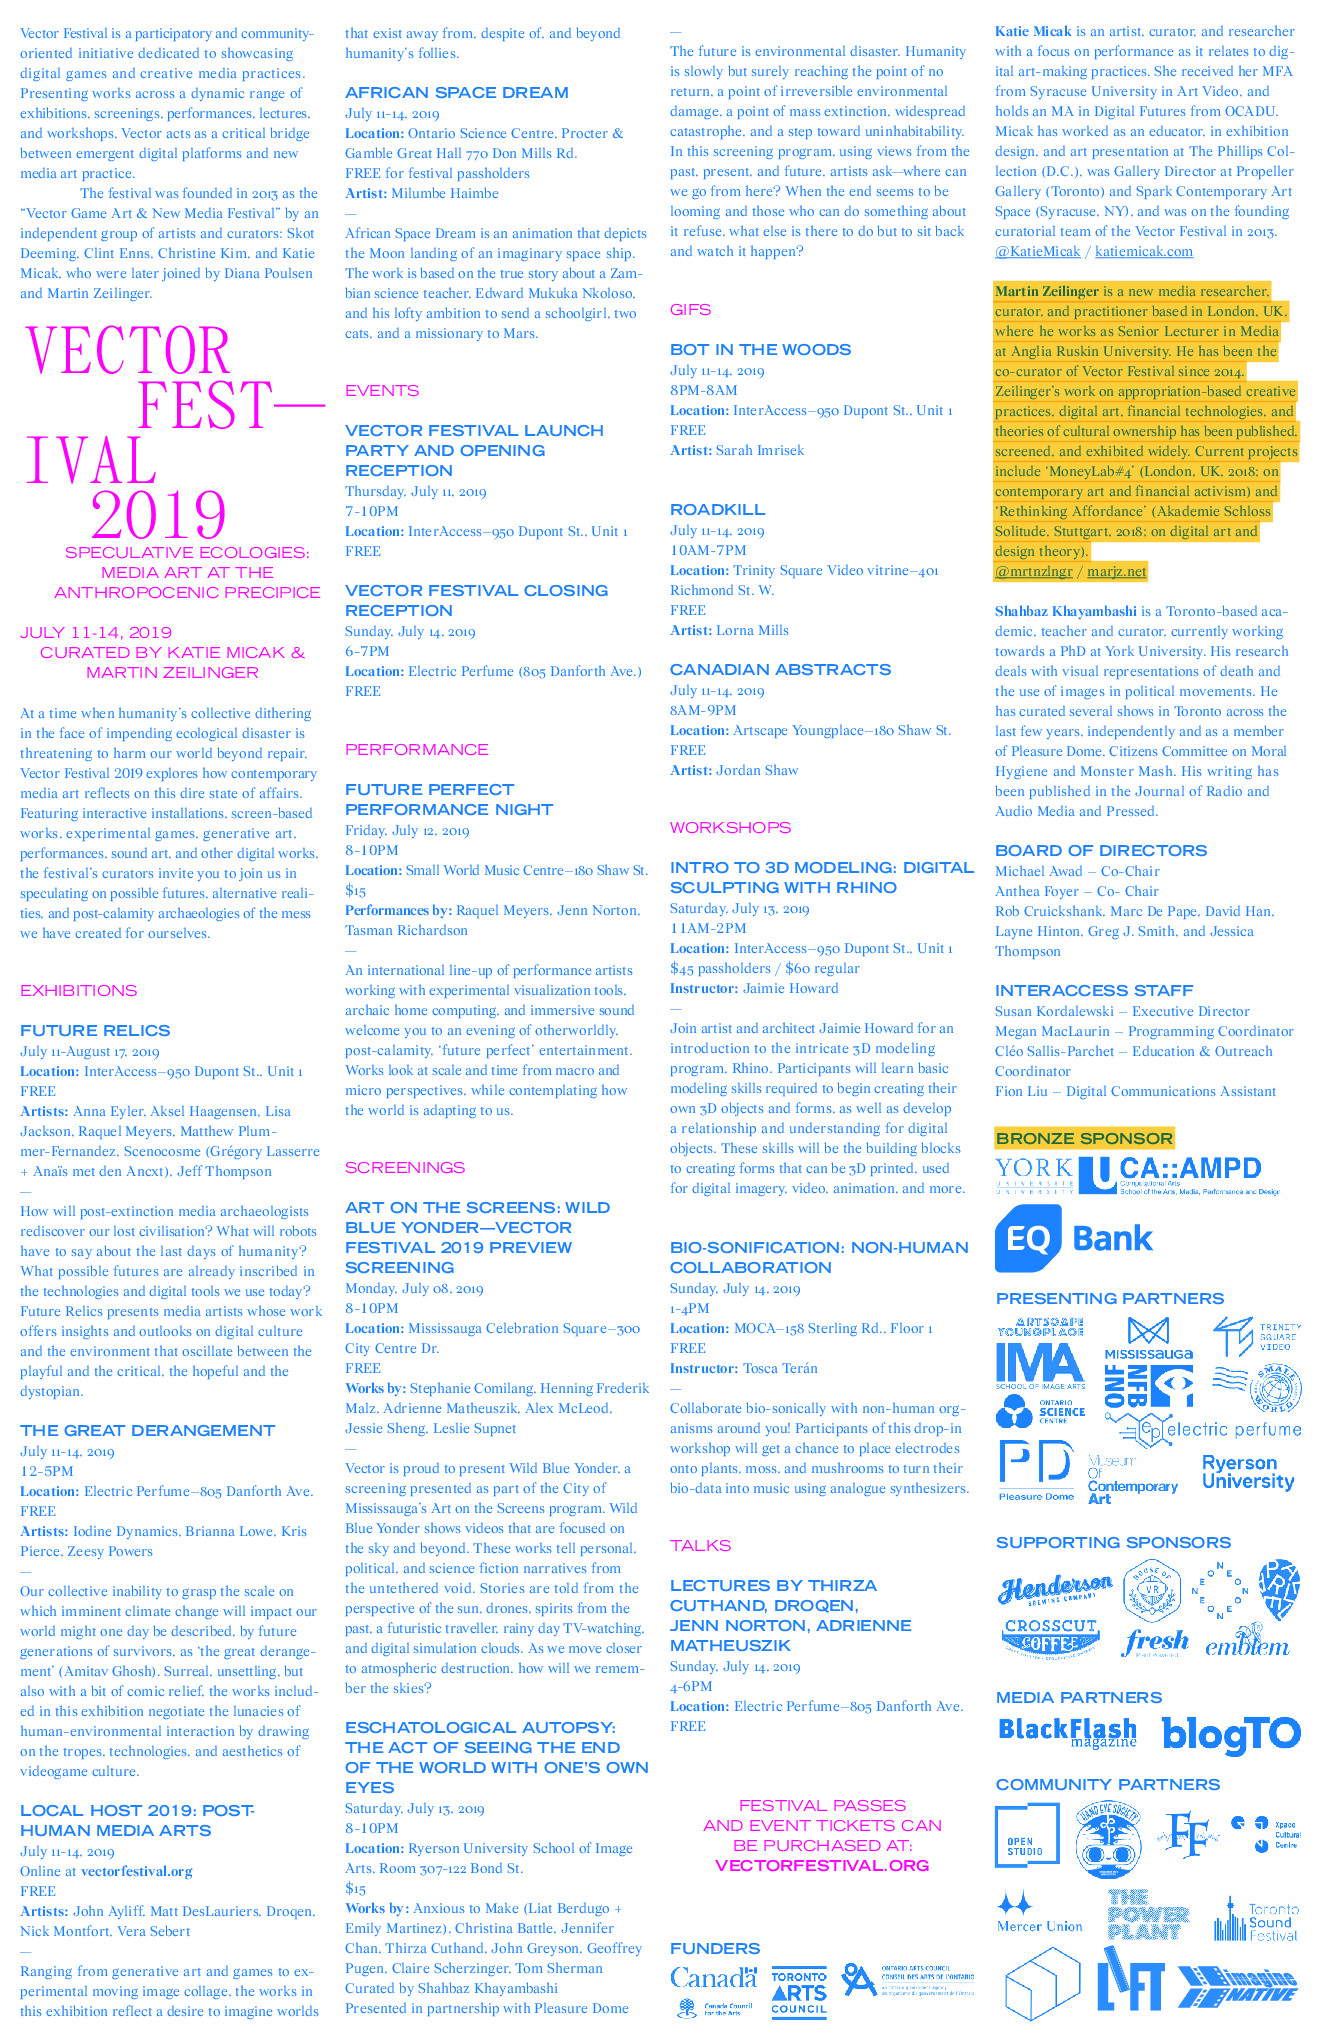 Vector Festival is a participatory and community-
oriented initiative dedicated to showcasing
digital games and creative media practices.
Presenting works across a dynamic range of
exhibitions, screenings, performances, lectures,
and workshops, Vector acts as a critical bridge
between emergent digital platforms and new
media art practice.
The festival was founded in 2013 as the
“Vector Game Art & New Media Festival” by an
independent group of artists and curators: Skot
Deeming, Clint Enns, Christine Kim, and Katie
Micak, who were later joined by Diana Poulsen
and Martin Zeilinger.
VECTOR
FEST—
IVAL
2019
SPECULATIVE ECOLOGIES:
MEDIA ART AT THE
ANTHROPOCENIC PRECIPICE
JULY 11-14, 2019
CURATED BY KATIE MICAK &
MARTIN ZEILINGER
At a time when humanity’s collective dithering
in the face of impending ecological disaster is
threatening to harm our world beyond repair,
Vector Festival 2019 explores how contemporary
media art reflects on this dire state of affairs.
Featuring interactive installations, screen-based
works, experimental games, generative art,
performances, sound art, and other digital works,
the festival’s curators invite you to join us in
speculating on possible futures, alternative reali-
ties, and post-calamity archaeologies of the mess
we have created for ourselves.
EXHIBITIONS
FUTURE RELICS
July 11-August 17, 2019
Location: InterAccess—950 Dupont St., Unit 1
FREE
Artists: Anna Eyler, Aksel Haagensen, Lisa
Jackson, Raquel Meyers, Matthew Plum-
mer-Fernandez, Scenocosme (Grégory Lasserre
+ Anaïs met den Ancxt), Jeff Thompson
—
How will post-extinction media archaeologists
rediscover our lost civilisation? What will robots
have to say about the last days of humanity?
What possible futures are already inscribed in
the technologies and digital tools we use today?
Future Relics presents media artists whose work
offers insights and outlooks on digital culture
and the environment that oscillate between the
playful and the critical, the hopeful and the
dystopian.
THE GREAT DERANGEMENT
July 11-14, 2019
12-5PM
Location: Electric Perfume—805 Danforth Ave.
FREE
Artists: Iodine Dynamics, Brianna Lowe, Kris
Pierce, Zeesy Powers
—
Our collective inability to grasp the scale on
which imminent climate change will impact our
world might one day be described, by future
generations of survivors, as ‘the great derange-
ment’ (Amitav Ghosh). Surreal, unsettling, but
also with a bit of comic relief, the works includ-
ed in this exhibition negotiate the lunacies of
human-environmental interaction by drawing
on the tropes, technologies, and aesthetics of
videogame culture.
LOCAL HOST 2019: POST-
HUMAN MEDIA ARTS
July 11-14, 2019
Online at vectorfestival.org
FREE
Artists: John Ayliff, Matt DesLauriers, Droqen,
Nick Montfort, Vera Sebert
—
Ranging from generative art and games to ex-
perimental moving image collage, the works in
this exhibition reflect a desire to imagine worlds
that exist away from, despite of, and beyond
humanity’s follies.
AFRICAN SPACE DREAM
July 11-14, 2019
Location: Ontario Science Centre, Procter &
Gamble Great Hall 770 Don Mills Rd.
FREE for festival passholders
Artist: Milumbe Haimbe
—
African Space Dream is an animation that depicts
the Moon landing of an imaginary space ship.
The work is based on the true story about a Zam-
bian science teacher, Edward Mukuka Nkoloso,
and his lofty ambition to send a schoolgirl, two
cats, and a missionary to Mars.
EVENTS
VECTOR FESTIVAL LAUNCH
PARTY AND OPENING
RECEPTION
Thursday, July 11, 2019
7-10PM
Location: InterAccess—950 Dupont St., Unit 1
FREE
VECTOR FESTIVAL CLOSING
RECEPTION
Sunday, July 14, 2019
6-7PM
Location: Electric Perfume (805 Danforth Ave.)
FREE
PERFORMANCE
FUTURE PERFECT
PERFORMANCE NIGHT
Friday, July 12, 2019
8-10PM
Location: Small World Music Centre—180 Shaw St.
$15
Performances by: Raquel Meyers, Jenn Norton,
Tasman Richardson
—
An international line-up of performance artists
working with experimental visualization tools,
archaic home computing, and immersive sound
welcome you to an evening of otherworldly,
post-calamity, ‘future perfect’ entertainment.
Works look at scale and time from macro and
micro perspectives, while contemplating how
the world is adapting to us.
SCREENINGS
ART ON THE SCREENS: WILD
BLUE YONDER—VECTOR
FESTIVAL 2019 PREVIEW
SCREENING
Monday, July 08, 2019
8-10PM
Location: Mississauga Celebration Square—300
City Centre Dr.
FREE
Works by: Stephanie Comilang, Henning Frederik
Malz, Adrienne Matheuszik, Alex McLeod,
Jessie Sheng, Leslie Supnet
—
Vector is proud to present Wild Blue Yonder, a
screening presented as part of the City of
Mississauga’s Art on the Screens program. Wild
Blue Yonder shows videos that are focused on
the sky and beyond. These works tell personal,
political, and science fiction narratives from
the untethered void. Stories are told from the
perspective of the sun, drones, spirits from the
past, a futuristic traveller, rainy day TV-watching,
and digital simulation clouds. As we move closer
to atmospheric destruction, how will we remem-
ber the skies?
ESCHATOLOGICAL AUTOPSY:
THE ACT OF SEEING THE END
OF THE WORLD WITH ONE’S OWN
EYES
Saturday, July 13, 2019
8-10PM
Location: Ryerson University School of Image
Arts, Room 307-122 Bond St.
$15
Works by: Anxious to Make (Liat Berdugo +
Emily Martinez), Christina Battle, Jennifer
Chan, Thirza Cuthand, John Greyson, Geoffrey
Pugen, Claire Scherzinger, Tom Sherman
Curated by Shahbaz Khayambashi
Presented in partnership with Pleasure Dome
—
The future is environmental disaster. Humanity
is slowly but surely reaching the point of no
return, a point of irreversible environmental
damage, a point of mass extinction, widespread
catastrophe, and a step toward uninhabitability.
In this screening program, using views from the
past, present, and future, artists ask—where can
we go from here? When the end seems to be
looming and those who can do something about
it refuse, what else is there to do but to sit back
and watch it happen?
GIFS
BOT IN THE WOODS
July 11-14, 2019
8PM-8AM
Location: InterAccess—950 Dupont St., Unit 1
FREE
Artist: Sarah Imrisek
ROADKILL
July 11-14, 2019
10AM-7PM
Location: Trinity Square Video vitrine—401
Richmond St. W.
FREE
Artist: Lorna Mills
CANADIAN ABSTRACTS
July 11-14, 2019
8AM-9PM
Location: Artscape Youngplace—180 Shaw St.
FREE
Artist: Jordan Shaw
WORKSHOPS
INTRO TO 3D MODELING: DIGITAL
SCULPTING WITH RHINO
Saturday, July 13, 2019
11AM-2PM
Location: InterAccess—950 Dupont St., Unit 1
$45 passholders / $60 regular
Instructor: Jaimie Howard
—
Join artist and architect Jaimie Howard for an
introduction to the intricate 3D modeling
program, Rhino. Participants will learn basic
modeling skills required to begin creating their
own 3D objects and forms, as well as develop
a relationship and understanding for digital
objects. These skills will be the building blocks
to creating forms that can be 3D printed, used
for digital imagery, video, animation, and more.
BIO-SONIFICATION: NON-HUMAN
COLLABORATION
Sunday, July 14, 2019
1-4PM
Location: MOCA—158 Sterling Rd., Floor 1
FREE
Instructor: Tosca Terán
—
Collaborate bio-sonically with non-human org-
anisms around you! Participants of this drop-in
workshop will get a chance to place electrodes
onto plants, moss, and mushrooms to turn their
bio-data into music using analogue synthesizers.
TALKS
LECTURES BY THIRZA
CUTHAND, DROQEN,
JENN NORTON, ADRIENNE
MATHEUSZIK
Sunday, July 14, 2019
4-6PM
Location: Electric Perfume—805 Danforth Ave.
FREE
FESTIVAL PASSES
AND EVENT TICKETS CAN
BE PURCHASED AT:
VECTORFESTIVAL.ORG
FUNDERS
Canada
Canada Council
for the Arts
TORONTO
ARTS
COUNCIL
ONTARIO ARTS COUNCIL
CONSEIL DES ARTS DE L'ONTARIO
an Ontario government agency
un organisme du gouvernement de l'Ontario
Katie Micak is an artist, curator, and researcher
with a focus on performance as it relates to dig-
ital art-making practices. She received her MFA
from Syracuse University in Art Video, and
holds an MA in Digital Futures from OCADU.
Micak has worked as an educator, in exhibition
design, and art presentation at The Phillips Col-
lection (D.C.), was Gallery Director at Propeller
Gallery (Toronto) and Spark Contemporary Art
Space (Syracuse, NY), and was on the founding
curatorial team of the Vector Festival in 2013.
@KatieMicak / katiemicak.com
Martin Zeilinger is a new media researcher,
curator, and practitioner based in London, UK,
where he works as Senior Lecturer in Media
at Anglia Ruskin University. He has been the
co-curator of Vector Festival since 2014.
Zeilinger’s work on appropriation-based creative
practices, digital art, financial technologies, and
theories of cultural ownership has been published,
screened, and exhibited widely. Current projects
include ‘MoneyLab#4’ (London, UK, 2018; on
contemporary art and financial activism) and
‘Rethinking Affordance’ (Akademie Schloss
Solitude, Stuttgart, 2018; on digital art and
design theory).
@mrtnzlngr / marjz.net
Shahbaz Khayambashi is a Toronto-based aca-
demic, teacher and curator, currently working
towards a PhD at York University. His research
deals with visual representations of death and
the use of images in political movements. He
has curated several shows in Toronto across the
last few years, independently and as a member
of Pleasure Dome, Citizens Committee on Moral
Hygiene and Monster Mash. His writing has
been published in the Journal of Radio and
Audio Media and Pressed.
BOARD OF DIRECTORS
Michael Awad – Co-Chair
Anthea Foyer – Co- Chair
Rob Cruickshank, Marc De Pape, David Han,
Layne Hinton, Greg J. Smith, and Jessica
Thompson
INTERACCESS STAFF
Susan Kordalewski – Executive Director
Megan MacLaurin – Programming Coordinator
Cléo Sallis-Parchet – Education & Outreach
Coordinator
Fion Liu – Digital Communications Assistant
BRONZE SPONSOR
YORK U
UNIVERSITÉ
UNIVERSITY
CA::AMPD
Computational Arts
School of the Arts, Media, Performance and Design
EQ Bank
PRESENTING PARTNERS
ARTSCAPE
YOUNGPLACE
MISSISSAUGA
TRINITY
SQUARE
VIDEO
IMA
SCHOOL OF IMAGE ARTS
ONF
NFB
SMALL
WORLD
ONTARIO
SCIENCE
CENTRE
ep electric perfume
PD
Pleasure Dome
Museum
Of
Contemporary
Art
Ryerson
University
SUPPORTING SPONSORS
Henderson
BREWING COMPANY
HOUSE OF
VR
NEON
CROSSCUT
COFFEE
fresh
Plant Powered
emblem
MEDIA PARTNERS
BlackFlash
magazine
blogTO
COMMUNITY PARTNERS
OPEN
STUDIO
HAND EYE SOCIETY
FF
Xpace
Cultural
Centre
Mercer Union
THE
POWER
PLANT
Toronto
Sound
Festival
LIFT
imagine
NATIVE